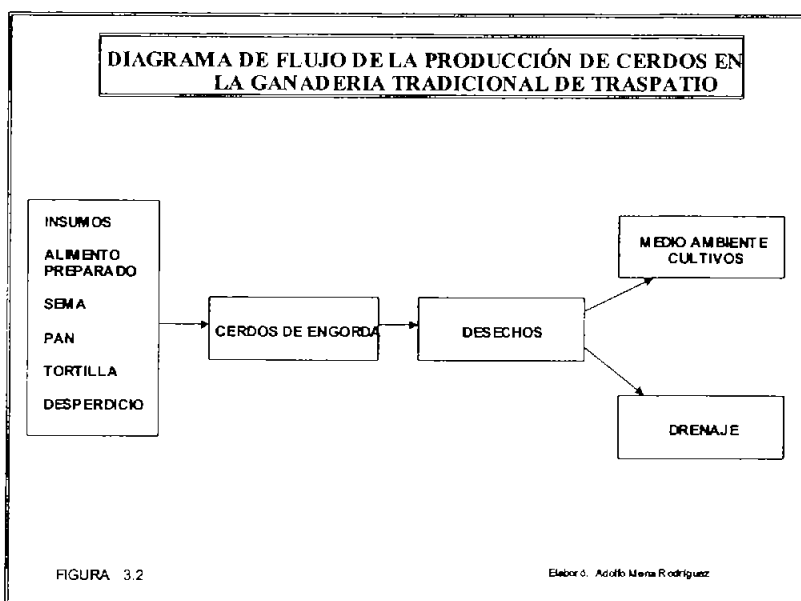 DIAGRAMA DE FLUJO DE LA PRODUCCIÓN DE CERDOS EN
LA GANADERIA TRADICIONAL DE TRASPATIO
INSUMOS
ALIMENTO
PREPARADO
SEMA
PAN
TORTILLA
DESPERDICIO
CERDOS DE ENGORDA
DESECHOS
MEDIO AMBIENTE
CULTIVOS
DRENAJE
FIGURA 3.2
Elaboró. Adolfo Mena Rodríguez